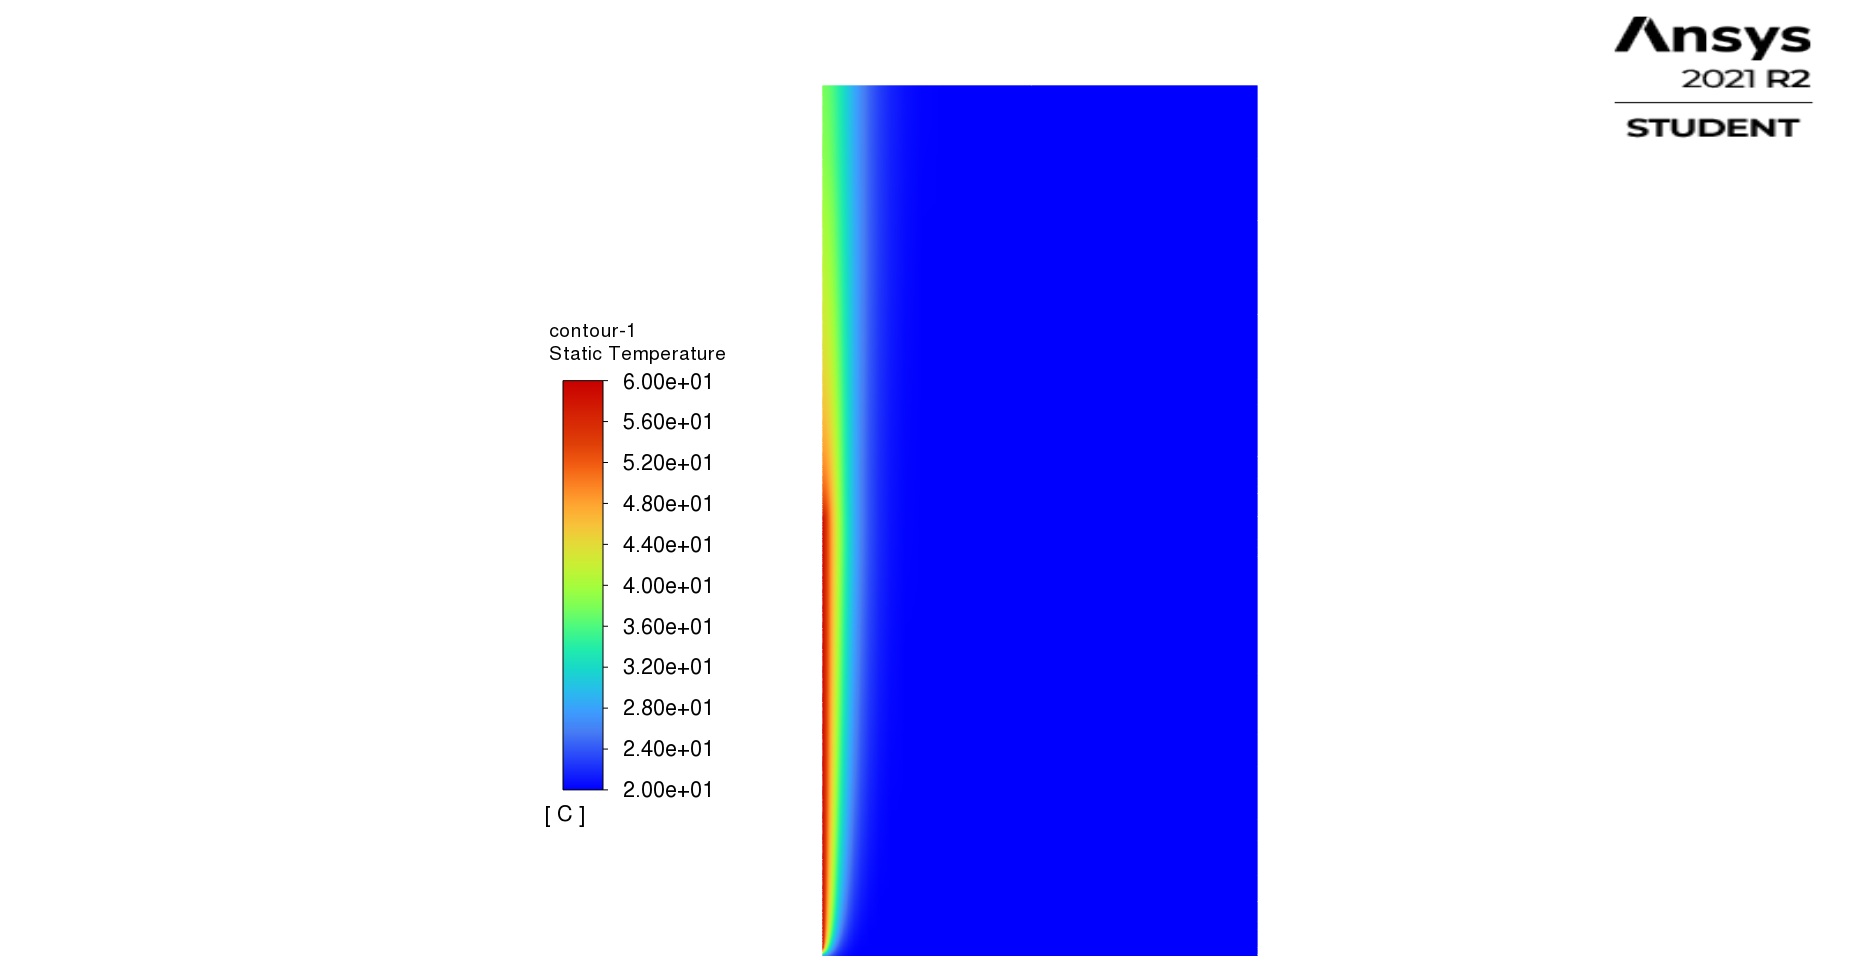 Ansys
2021 R2
STUDENT
contour-1
Static Temperature
6.00e+01
5.60e+01
5.20e+01
4.80e+01
4.40e+01
4.00e+01
3.60e+01
3.20e+01
2.80e+01
2.40e+01
2.00e+01
[ C ]